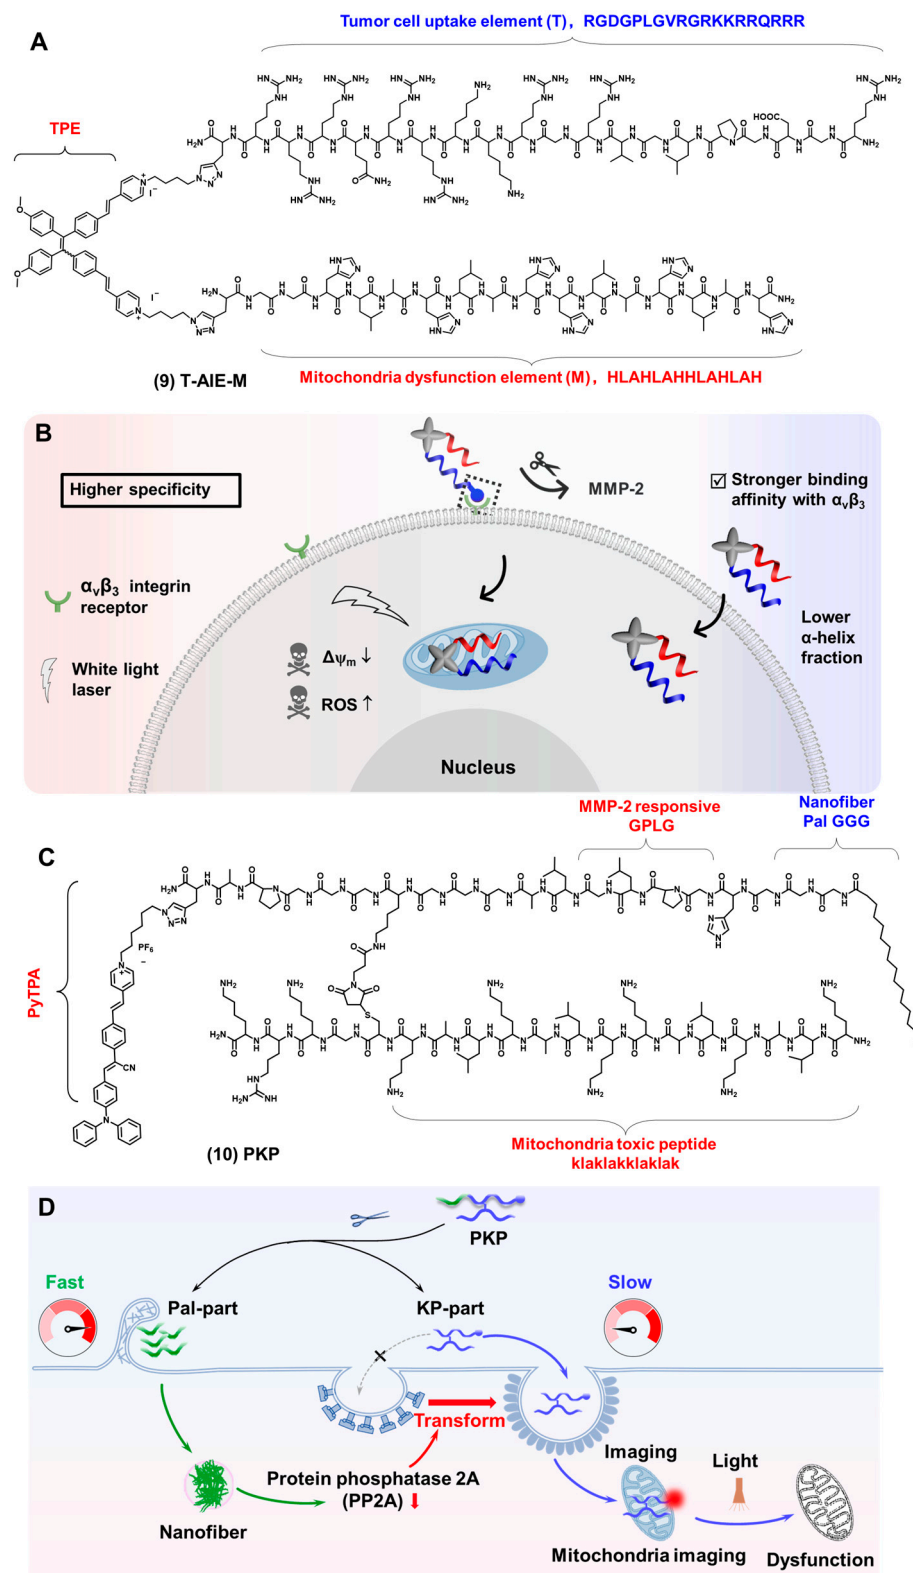 A
Tumor cell uptake element (T), RGDGPLGVRGRKKRRQRRR
TPE
(9) T-AIE-M
Mitochondria dysfunction element (M), HLAHLAHHLAHLAH
B
Higher specificity
MMP-2
☑ Stronger binding
affinity with αvβ3
αvβ3 integrin
receptor
White light
laser
Δψm ↓
ROS ↑
Lower
α-helix
fraction
Nucleus
MMP-2 responsive
GPLG
Nanofiber
Pal GGG
C
PyTPA
PF6
CN
(10) PKP
Mitochondria toxic peptide
klaklakklaklak
D
PKP
Fast
Slow
Pal-part
KP-part
Transform
Imaging
Light
Protein phosphatase 2A
(PP2A)
Nanofiber
Mitochondria imaging
Dysfunction